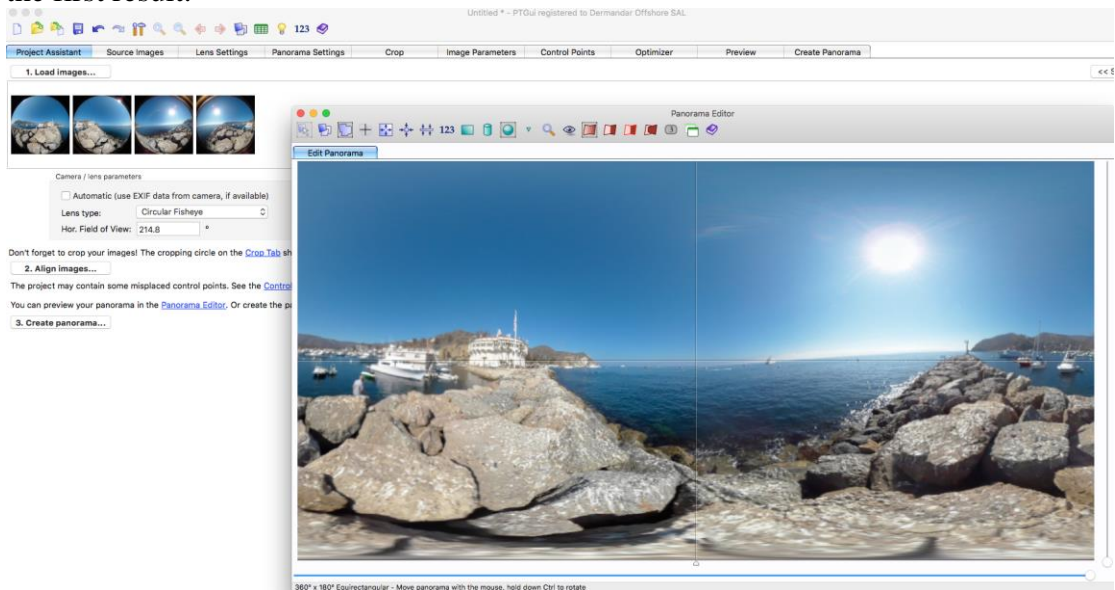 the first result.
Untitled * - PTGui registered to Dermandar Offshore SAL
123
Project Assistant Source Images Lens Settings Panorama Settings Crop Image Parameters Control Points Optimizer Preview Create Panorama
1. Load images...
<< S
Panorama Editor
123
Edit Panorama
Camera / lens parameters
Automatic (use EXIF data from camera, if available)
Lens type: Circular Fisheye
Hor. Field of View: 214.8 °
Don't forget to crop your images! The cropping circle on the Crop Tab sh
2. Align images...
The project may contain some misplaced control points. See the Control
You can preview your panorama in the Panorama Editor. Or create the pa
3. Create panorama...
360° x 180° Equirectangular - Move panorama with the mouse, hold down Ctrl to rotate